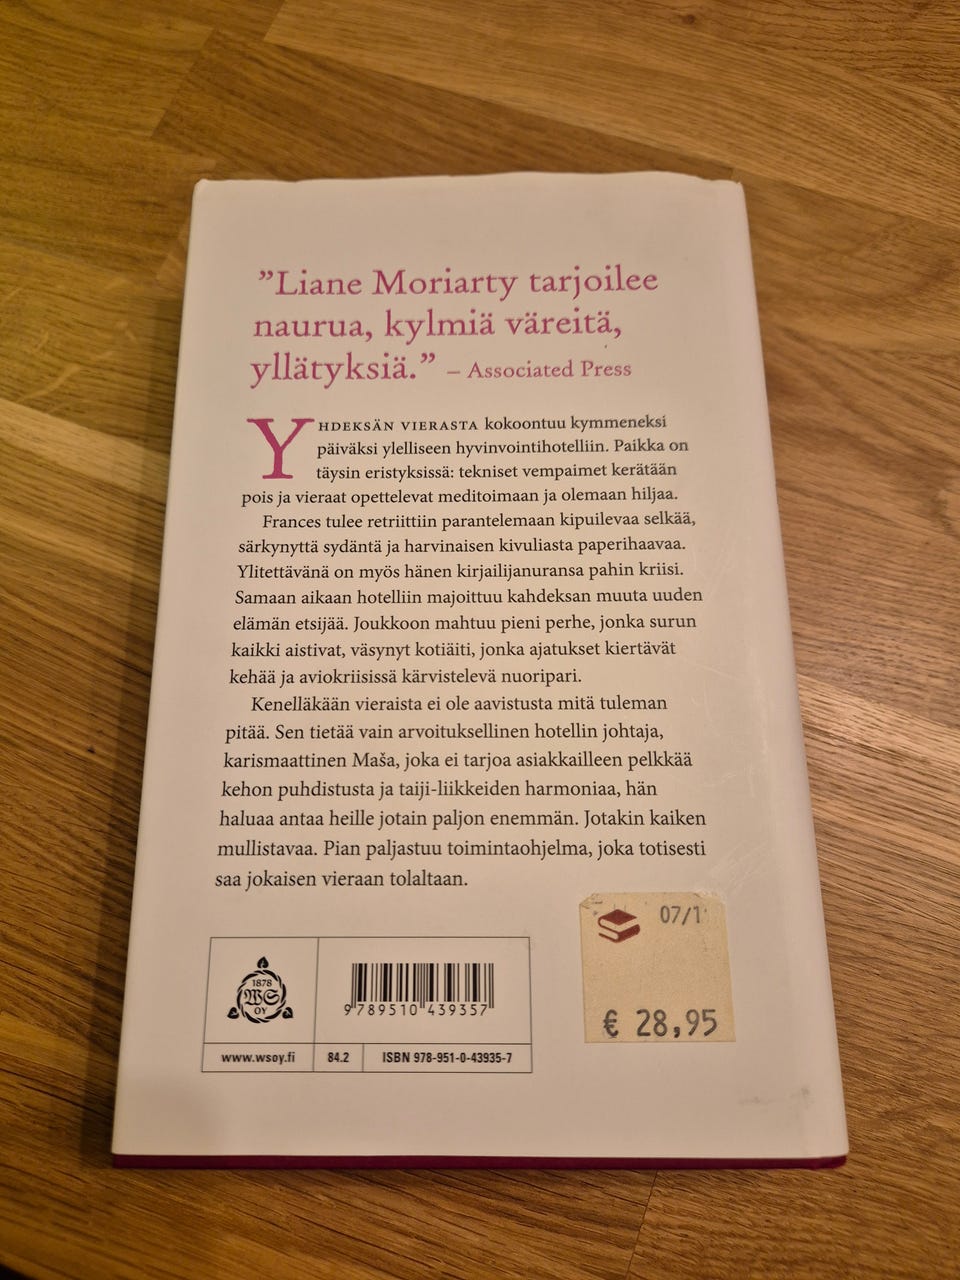 ”Liane Moriarty tarjoilee
naurua, kylmiä väreitä,
yllätyksiä.” – Associated Press
YHDEKSÄN VIERASTA kokoontuu kymmeneksi
päiväksi ylelliseen hyvinvointihotelliin. Paikka on
täysin eristyksissä: tekniset vempaimet kerätään
pois ja vieraat opettelevat meditoimaan ja olemaan hiljaa.
Frances tulee retriittiin parantelemaan kipuilevaa selkää,
särkynyttä sydäntä ja harvinaisen kivuliasta paperihaavaa.
Ylitettävänä on myös hänen kirjailijanuransa pahin kriisi.
Samaan aikaan hotelliin majoittuu kahdeksan muuta uuden
elämän etsijää. Joukkoon mahtuu pieni perhe, jonka surun
kaikki aistivat, väsynyt kotiäiti, jonka ajatukset kiertävät
kehää ja aviokriisissä kärvistelevä nuoripari.
Kenelläkään vieraista ei ole aavistusta mitä tuleman
pitää. Sen tietää vain arvoituksellinen hotellin johtaja,
karismaattinen Maša, joka ei tarjoa asiakkailleen pelkkää
kehon puhdistusta ja taiji-liikkeiden harmoniaa, hän
haluaa antaa heille jotain paljon enemmän. Jotakin kaiken
mullistavaa. Pian paljastuu toimintaohjelma, joka totisesti
saa jokaisen vieraan tolaltaan.
07/1
€ 28,95
1878
WS
OY
9 789510 439357
www.wsoy.fi
84.2
ISBN 978-951-0-43935-7